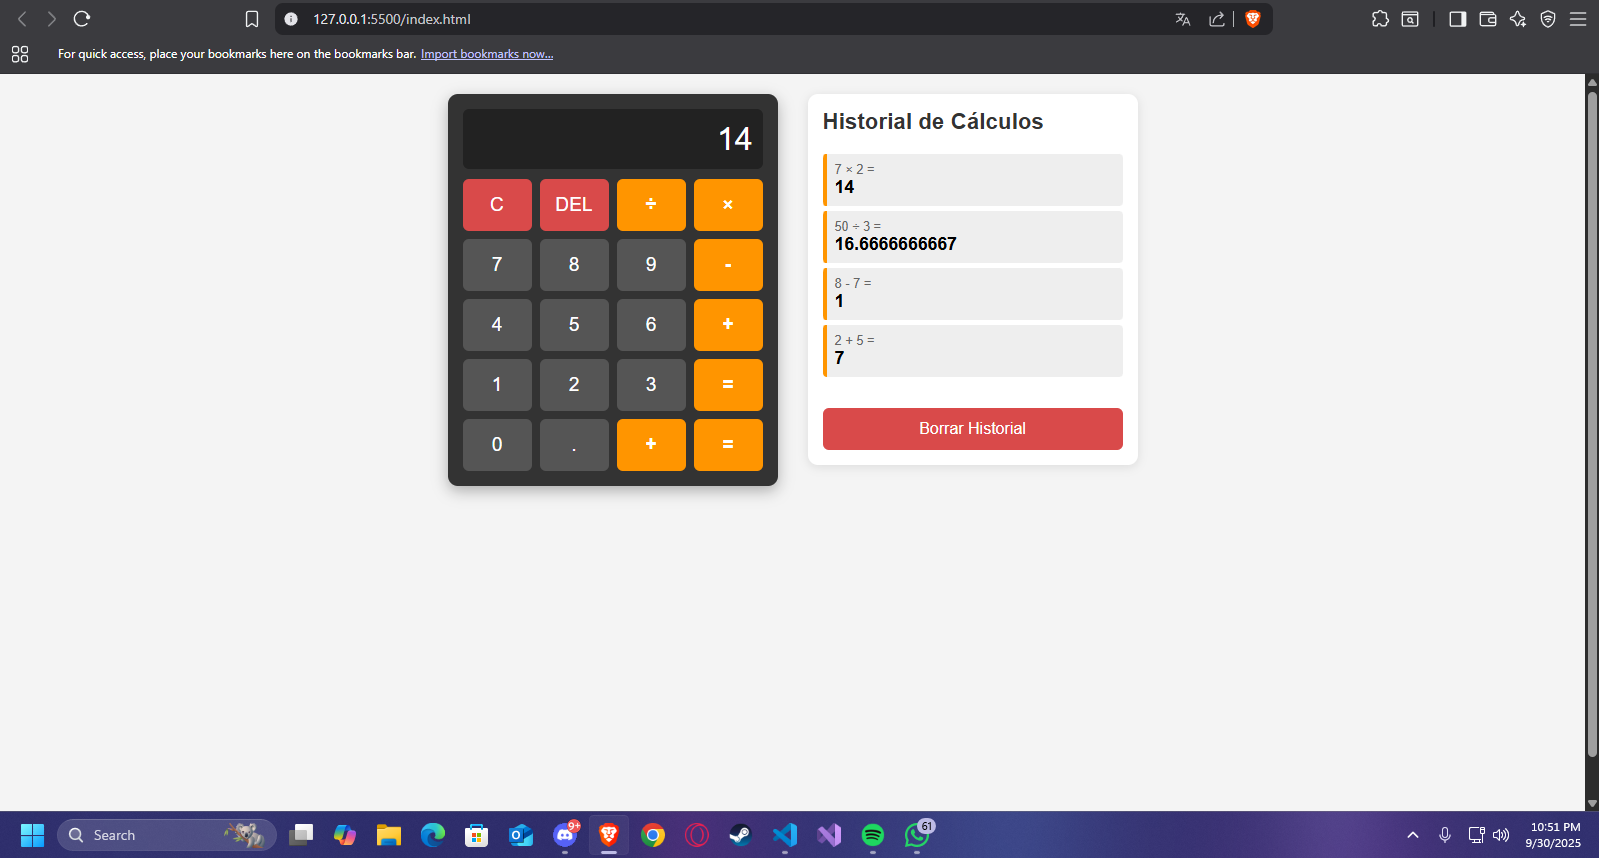 127.0.0.1:5500/index.html
For quick access, place your bookmarks here on the bookmarks bar. Import bookmarks now...
14
C DEL ÷ ×
7 8 9 -
4 5 6 +
1 2 3 =
0 . + =
Historial de Cálculos
7 × 2 =
14
50 ÷ 3 =
16.6666666667
8 - 7 =
1
2 + 5 =
7
Borrar Historial
Search
9+
61
10:51 PM
9/30/2025